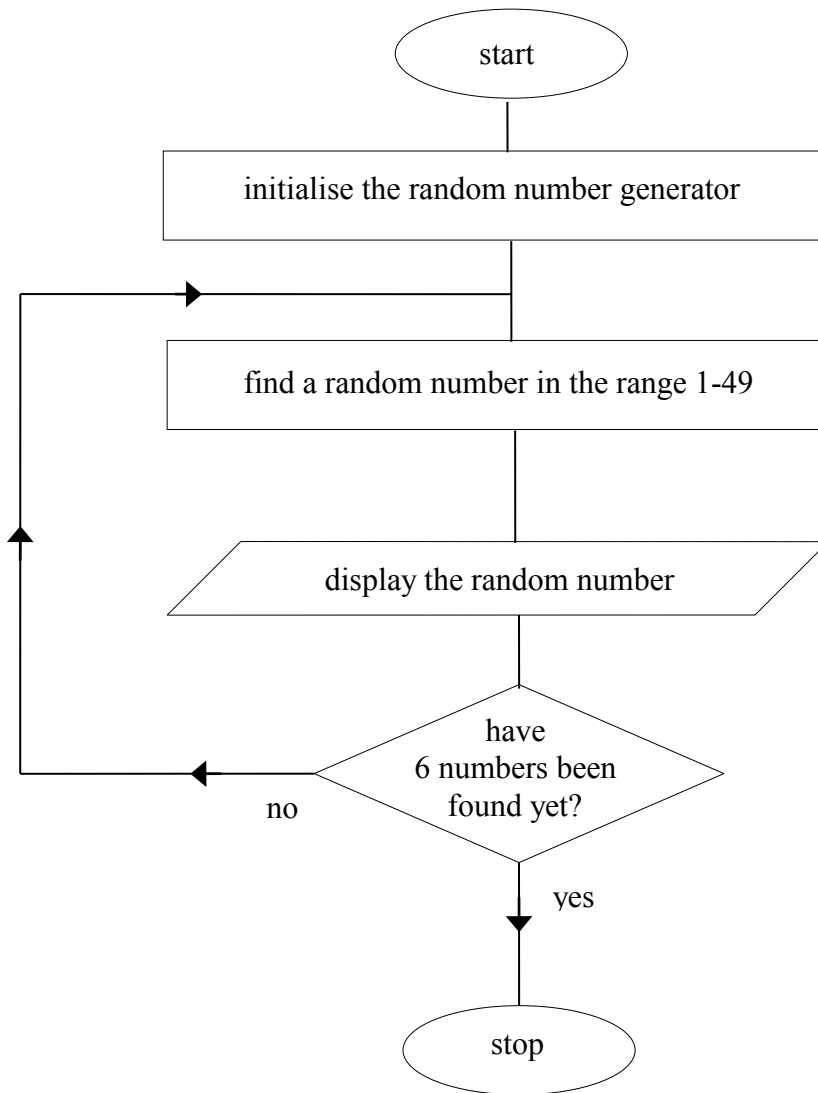 start
initialise the random number generator
find a random number in the range 1-49
display the random number
have
6 numbers been
found yet?
no
yes
stop